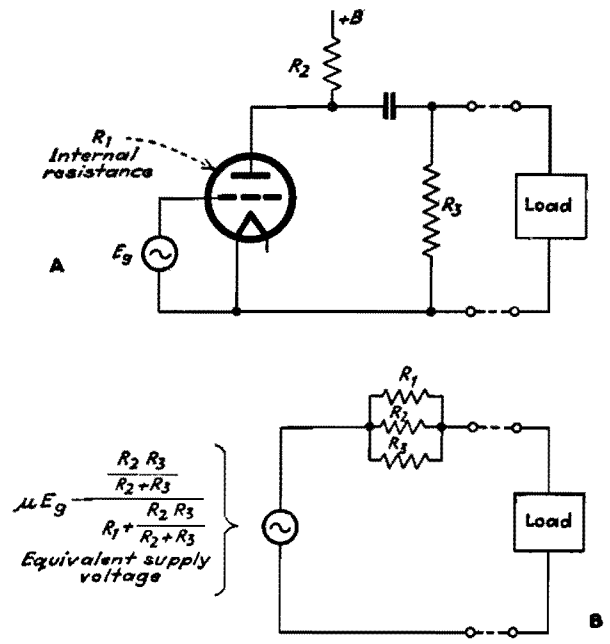 +B
R2
R1
Internal
resistance
R3
Load
Eg
A
R1
R2
R3
R2 R3
R2+R3
μEg
R1+ R2 R3
R2+R3
Equivalent supply
voltage
Load
B